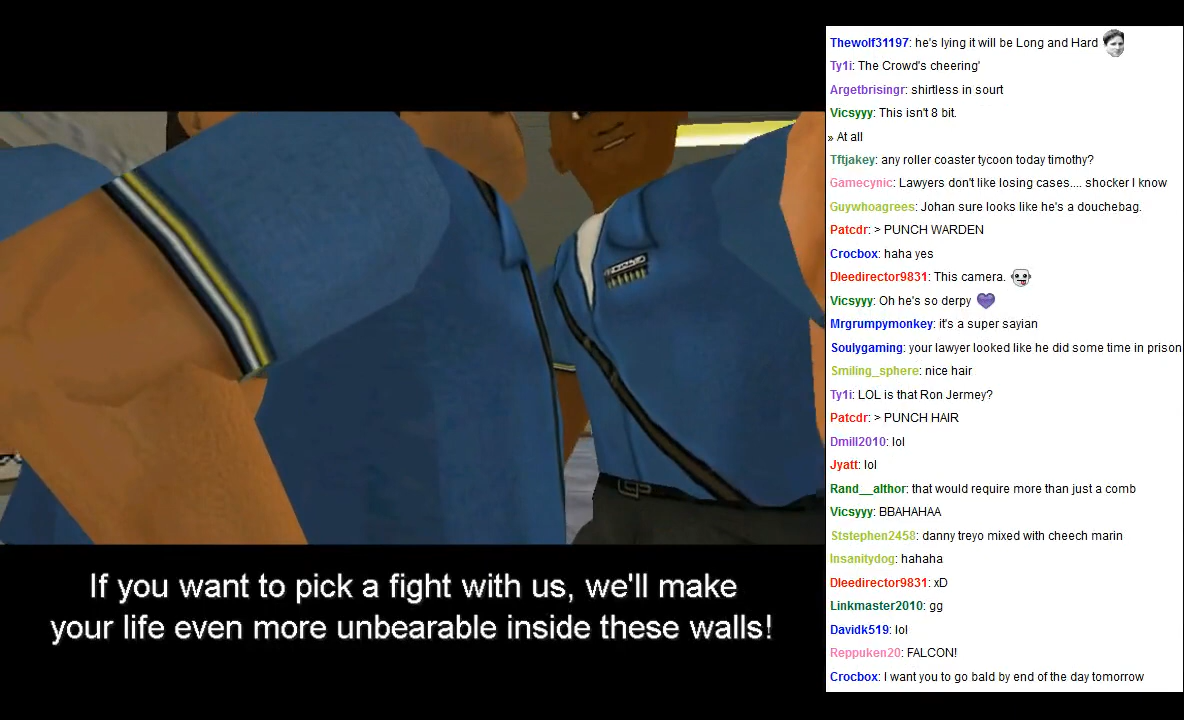 Thewolf31197: he's lying it will be Long and Hard
Ty1i: The Crowd's cheering'
Argetbrisingr: shirtless in sourt
Vicsyyy: This isn't 8 bit.
» At all
Tftjakey: any roller coaster tycoon today timothy?
Gamecynic: Lawyers don't like losing cases.... shocker I know
Guywhoagrees: Johan sure looks like he's a douchebag.
Patcdr: > PUNCH WARDEN
Crocbox: haha yes
Dleedirector9831: This camera.
Vicsyyy: Oh he's so derpy
Mrgrumpymonkey: it's a super sayian
Soulygaming: your lawyer looked like he did some time in prison
Smiling_sphere: nice hair
Ty1i: LOL is that Ron Jermey?
Patcdr: > PUNCH HAIR
Dmill2010: lol
Jyatt: lol
Rand__althor: that would require more than just a comb
Vicsyyy: BBAHAHAA
Ststephen2458: danny treyo mixed with cheech marin
Insanitydog: hahaha
Dleedirector9831: xD
Linkmaster2010: gg
Davidk519: lol
Reppuken20: FALCON!
Crocbox: I want you to go bald by end of the day tomorrow
If you want to pick a fight with us, we'll make
your life even more unbearable inside these walls!